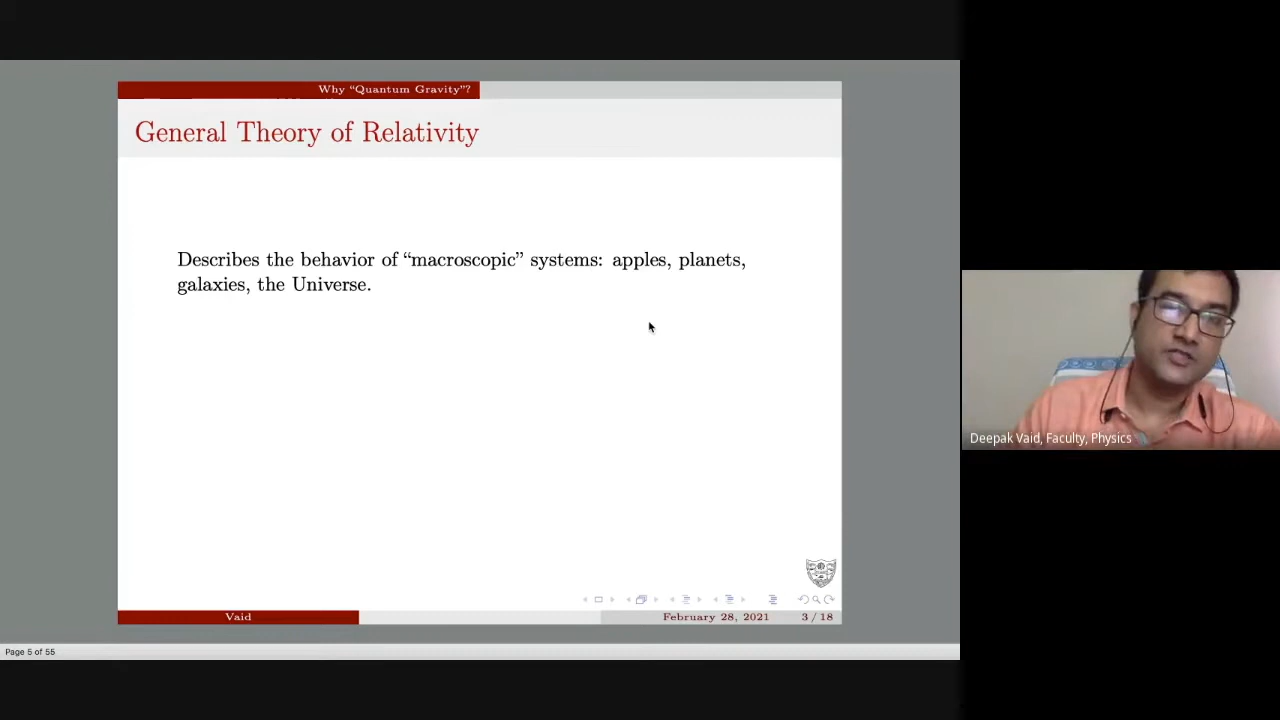 Why “Quantum Gravity”?
General Theory of Relativity
Describes the behavior of “macroscopic” systems: apples, planets,
galaxies, the Universe.
Vaid
February 28, 2021
3 / 18
Page 5 of 55
Deepak Vaid, Faculty, Physics